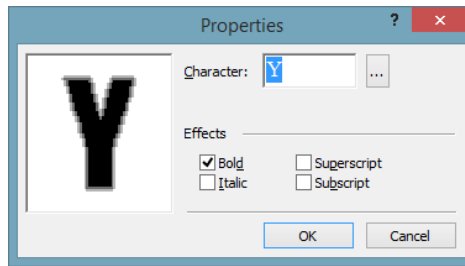 Properties ? ×
Y
Character: Y ...
Effects
Bold Superscript
Italic Subscript
OK Cancel